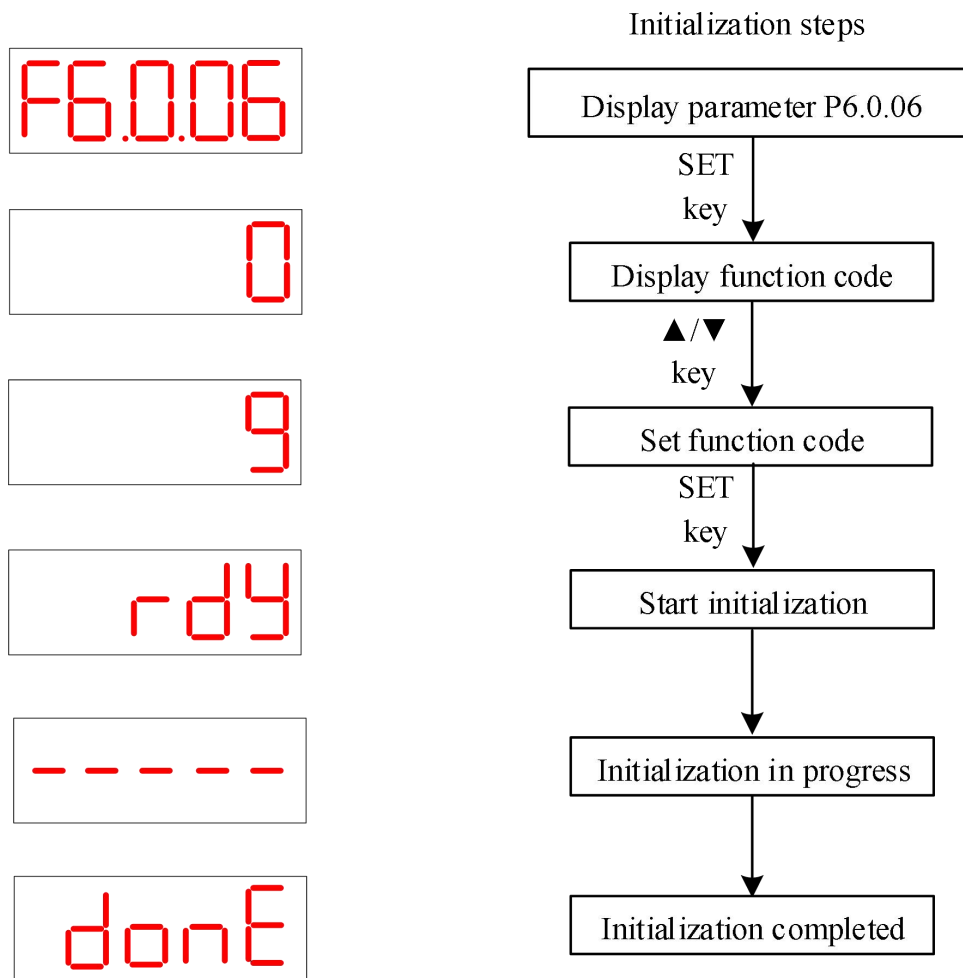 Initialization steps
F6.0.06
Display parameter P6.0.06
SET
key
0
Display function code
▲/▼
key
9
Set function code
SET
key
rdy
Start initialization
-----
Initialization in progress
donE
Initialization completed